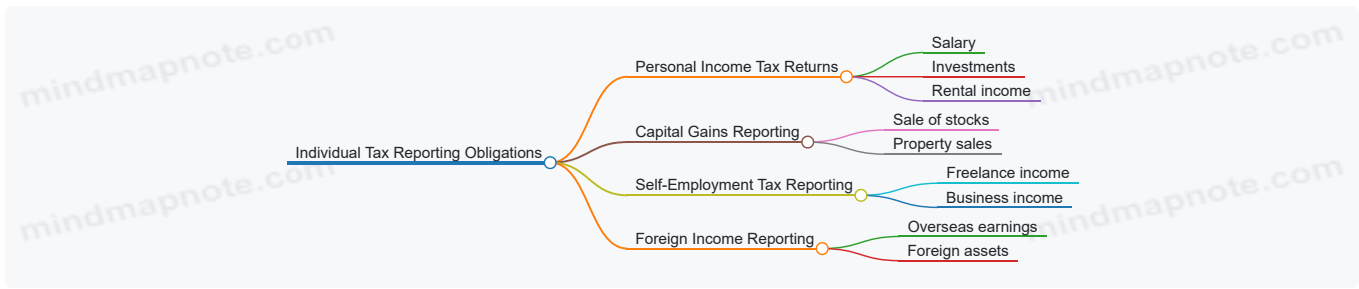 mindmapnote.com
mindmapnote.com
Salary
Personal Income Tax Returns
Investments
Rental income
Sale of stocks
Capital Gains Reporting
Property sales
Individual Tax Reporting Obligations
Freelance income
Self-Employment Tax Reporting
Business income
mindmapnote.com
mindmapnote.com
Overseas earnings
Foreign Income Reporting
Foreign assets